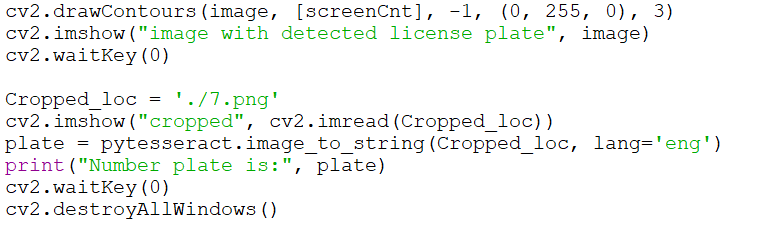 cv2.drawContours(image, [screenCnt], -1, (0, 255, 0), 3)
cv2.imshow("image with detected license plate", image)
cv2.waitKey(0)

Cropped_loc = './7.png'
cv2.imshow("cropped", cv2.imread(Cropped_loc))
plate = pytesseract.image_to_string(Cropped_loc, lang='eng')
print("Number plate is:", plate)
cv2.waitKey(0)
cv2.destroyAllWindows()